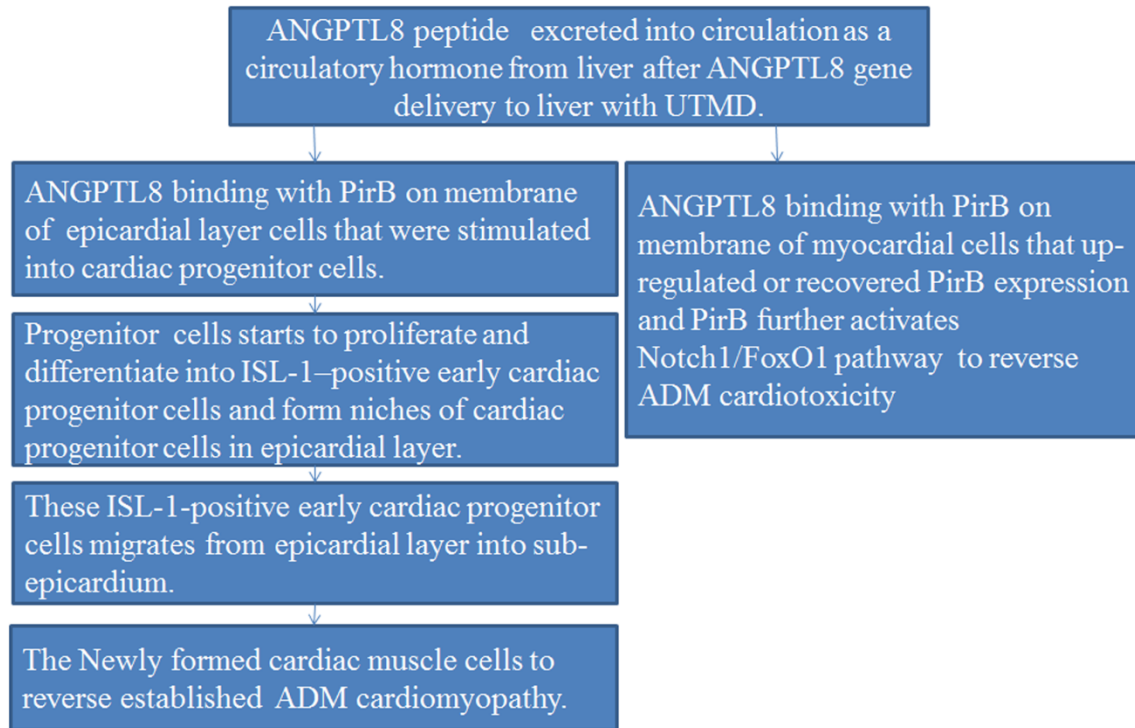 ANGPTL8 peptide excreted into circulation as a
circulatory hormone from liver after ANGPTL8 gene
delivery to liver with UTMD.
ANGPTL8 binding with PirB on membrane
of epicardial layer cells that were stimulated
into cardiac progenitor cells.
Progenitor cells starts to proliferate and
differentiate into ISL-1–positive early cardiac
progenitor cells and form niches of cardiac
progenitor cells in epicardial layer.
These ISL-1-positive early cardiac progenitor
cells migrates from epicardial layer into sub-
epicardium.
The Newly formed cardiac muscle cells to
reverse established ADM cardiomyopathy.
ANGPTL8 binding with PirB on
membrane of myocardial cells that up-
regulated or recovered PirB expression
and PirB further activates
Notch1/FoxO1 pathway to reverse
ADM cardiotoxicity